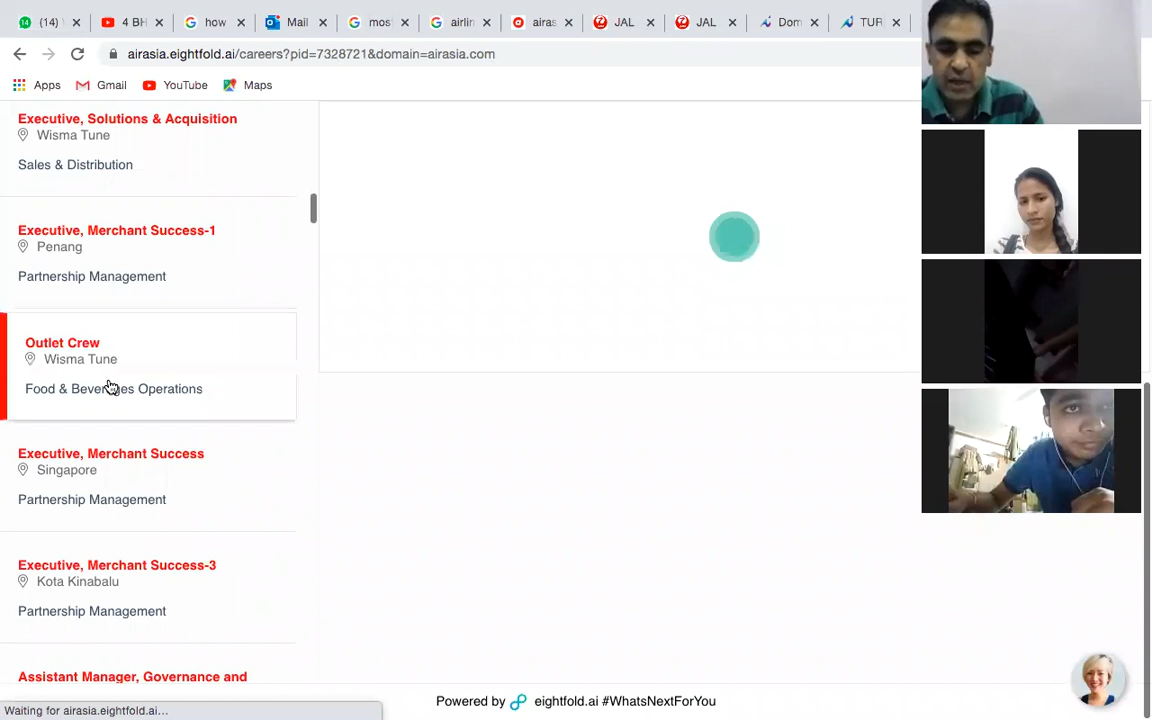 (14) W
4 BH
how
Mail
most
airlin
airas
JAL
JAL
Dom
TUR
airasia.eightfold.ai/careers?pid=7328721&domain=airasia.com
Apps
Gmail
YouTube
Maps
Executive, Solutions & Acquisition
Wisma Tune
Sales & Distribution
Executive, Merchant Success-1
Penang
Partnership Management
Outlet Crew
Wisma Tune
Food & Beverages Operations
Executive, Merchant Success
Singapore
Partnership Management
Executive, Merchant Success-3
Kota Kinabalu
Partnership Management
Assistant Manager, Governance and
Waiting for airasia.eightfold.ai...
Powered by eightfold.ai #WhatsNextForYou